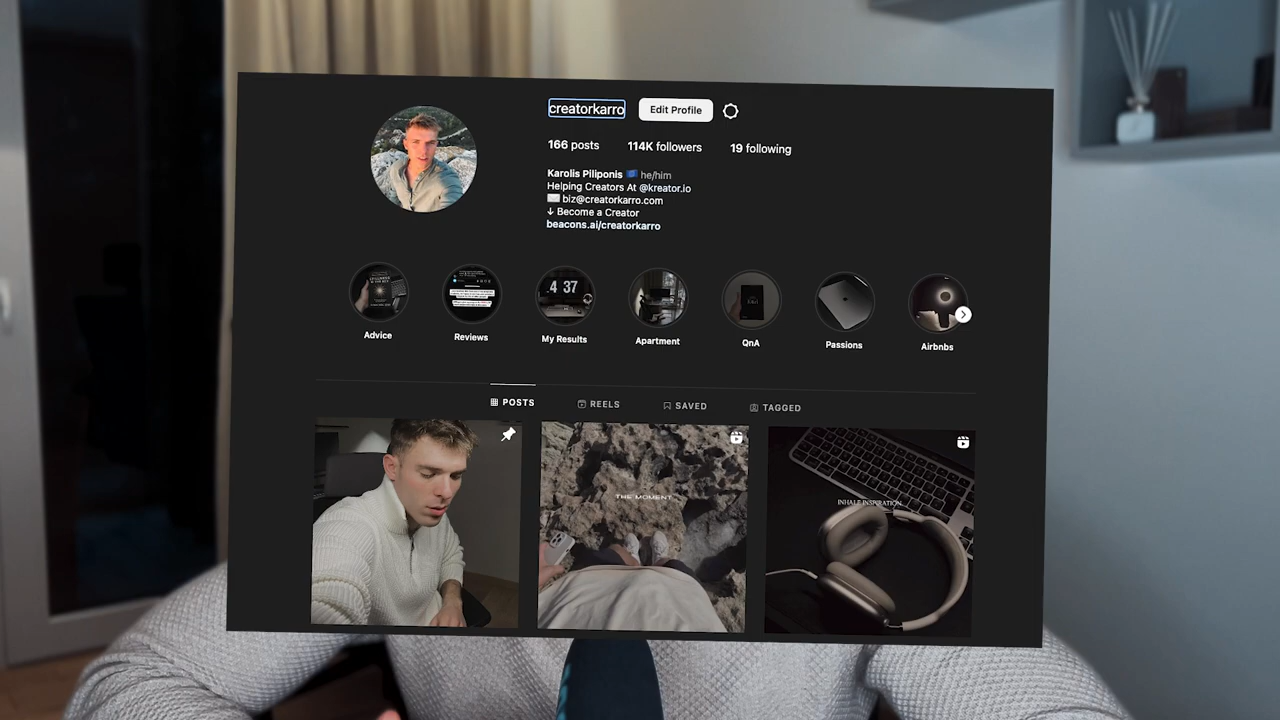 creatorkarro Edit Profile
166 posts 114K followers 19 following
Karolis Piliponis 🇪🇺 he/him
Helping Creators At @kreator.io
✉️ biz@creatorkarro.com
↓ Become a Creator
beacons.ai/creatorkarro
4 37
Advice Reviews My Results Apartment QnA Passions Airbnbs
POSTS REELS SAVED TAGGED
THE MOMENT
INHALE INSPIRATION